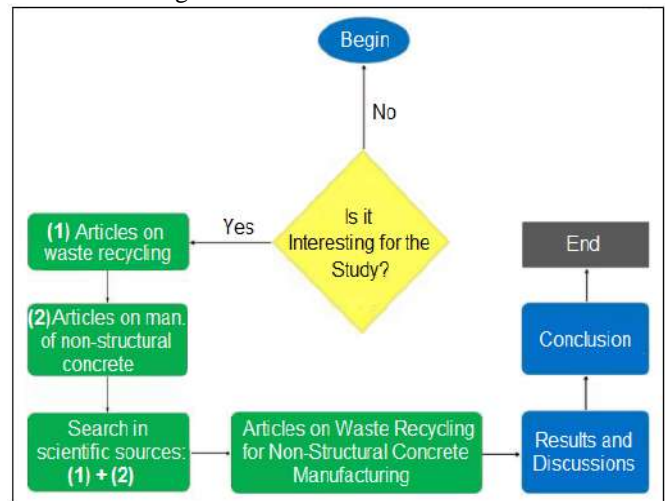 Begin
No
Is it
Interesting for the
Study?
Yes
(1) Articles on
waste recycling
(2)Articles on man.
of non-structural
concrete
Search in
scientific sources:
(1) + (2)
Articles on Waste Recycling
for Non-Structural Concrete
Manufacturing
Results and
Discussions
Conclusion
End